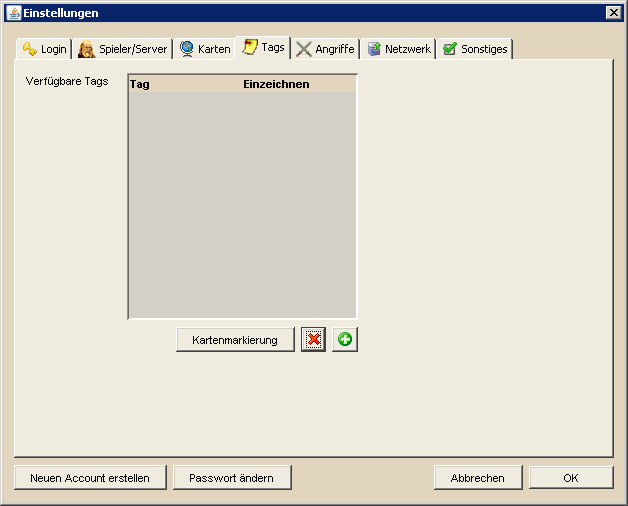 Einstellungen
Login Spieler/Server Karten Tags Angriffe Netzwerk Sonstiges
Verfügbare Tags Tag Einzeichnen
Kartenmarkierung
Neuen Account erstellen Passwort ändern Abbrechen OK